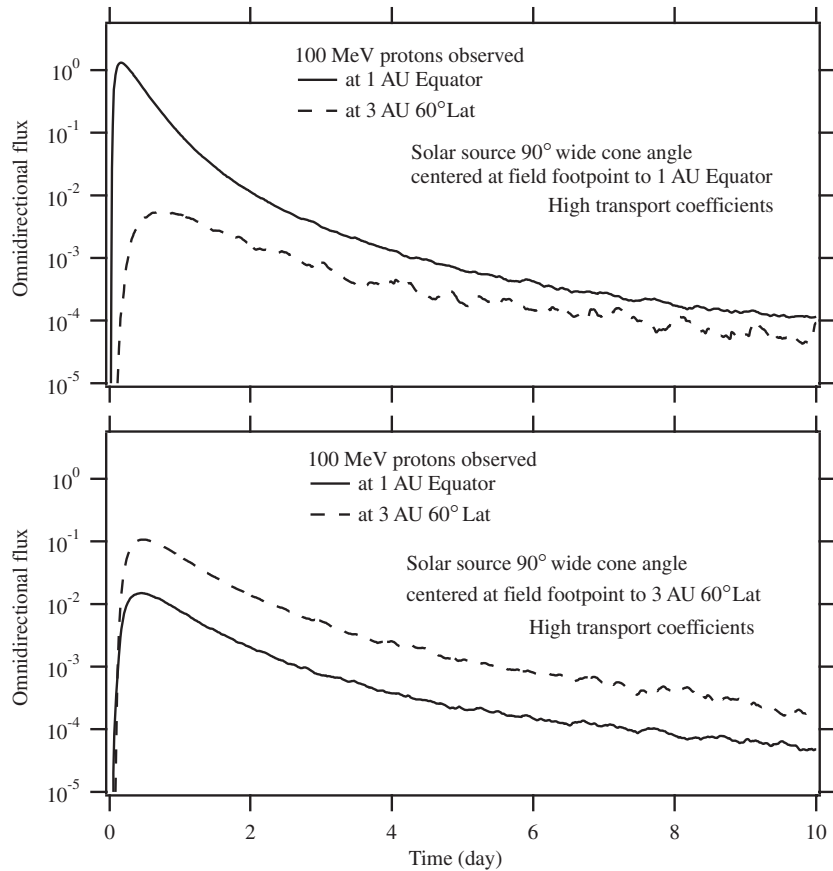 100 MeV protons observed
at 1 AU Equator
at 3 AU 60° Lat
Solar source 90° wide cone angle
centered at field footpoint to 1 AU Equator
High transport coefficients
Omnidirectional flux
10^0
10^-1
10^-2
10^-3
10^-4
10^-5
100 MeV protons observed
at 1 AU Equator
at 3 AU 60° Lat
Solar source 90° wide cone angle
centered at field footpoint to 3 AU 60° Lat
High transport coefficients
Omnidirectional flux
10^0
10^-1
10^-2
10^-3
10^-4
10^-5
0 2 4 6 8 10
Time (day)